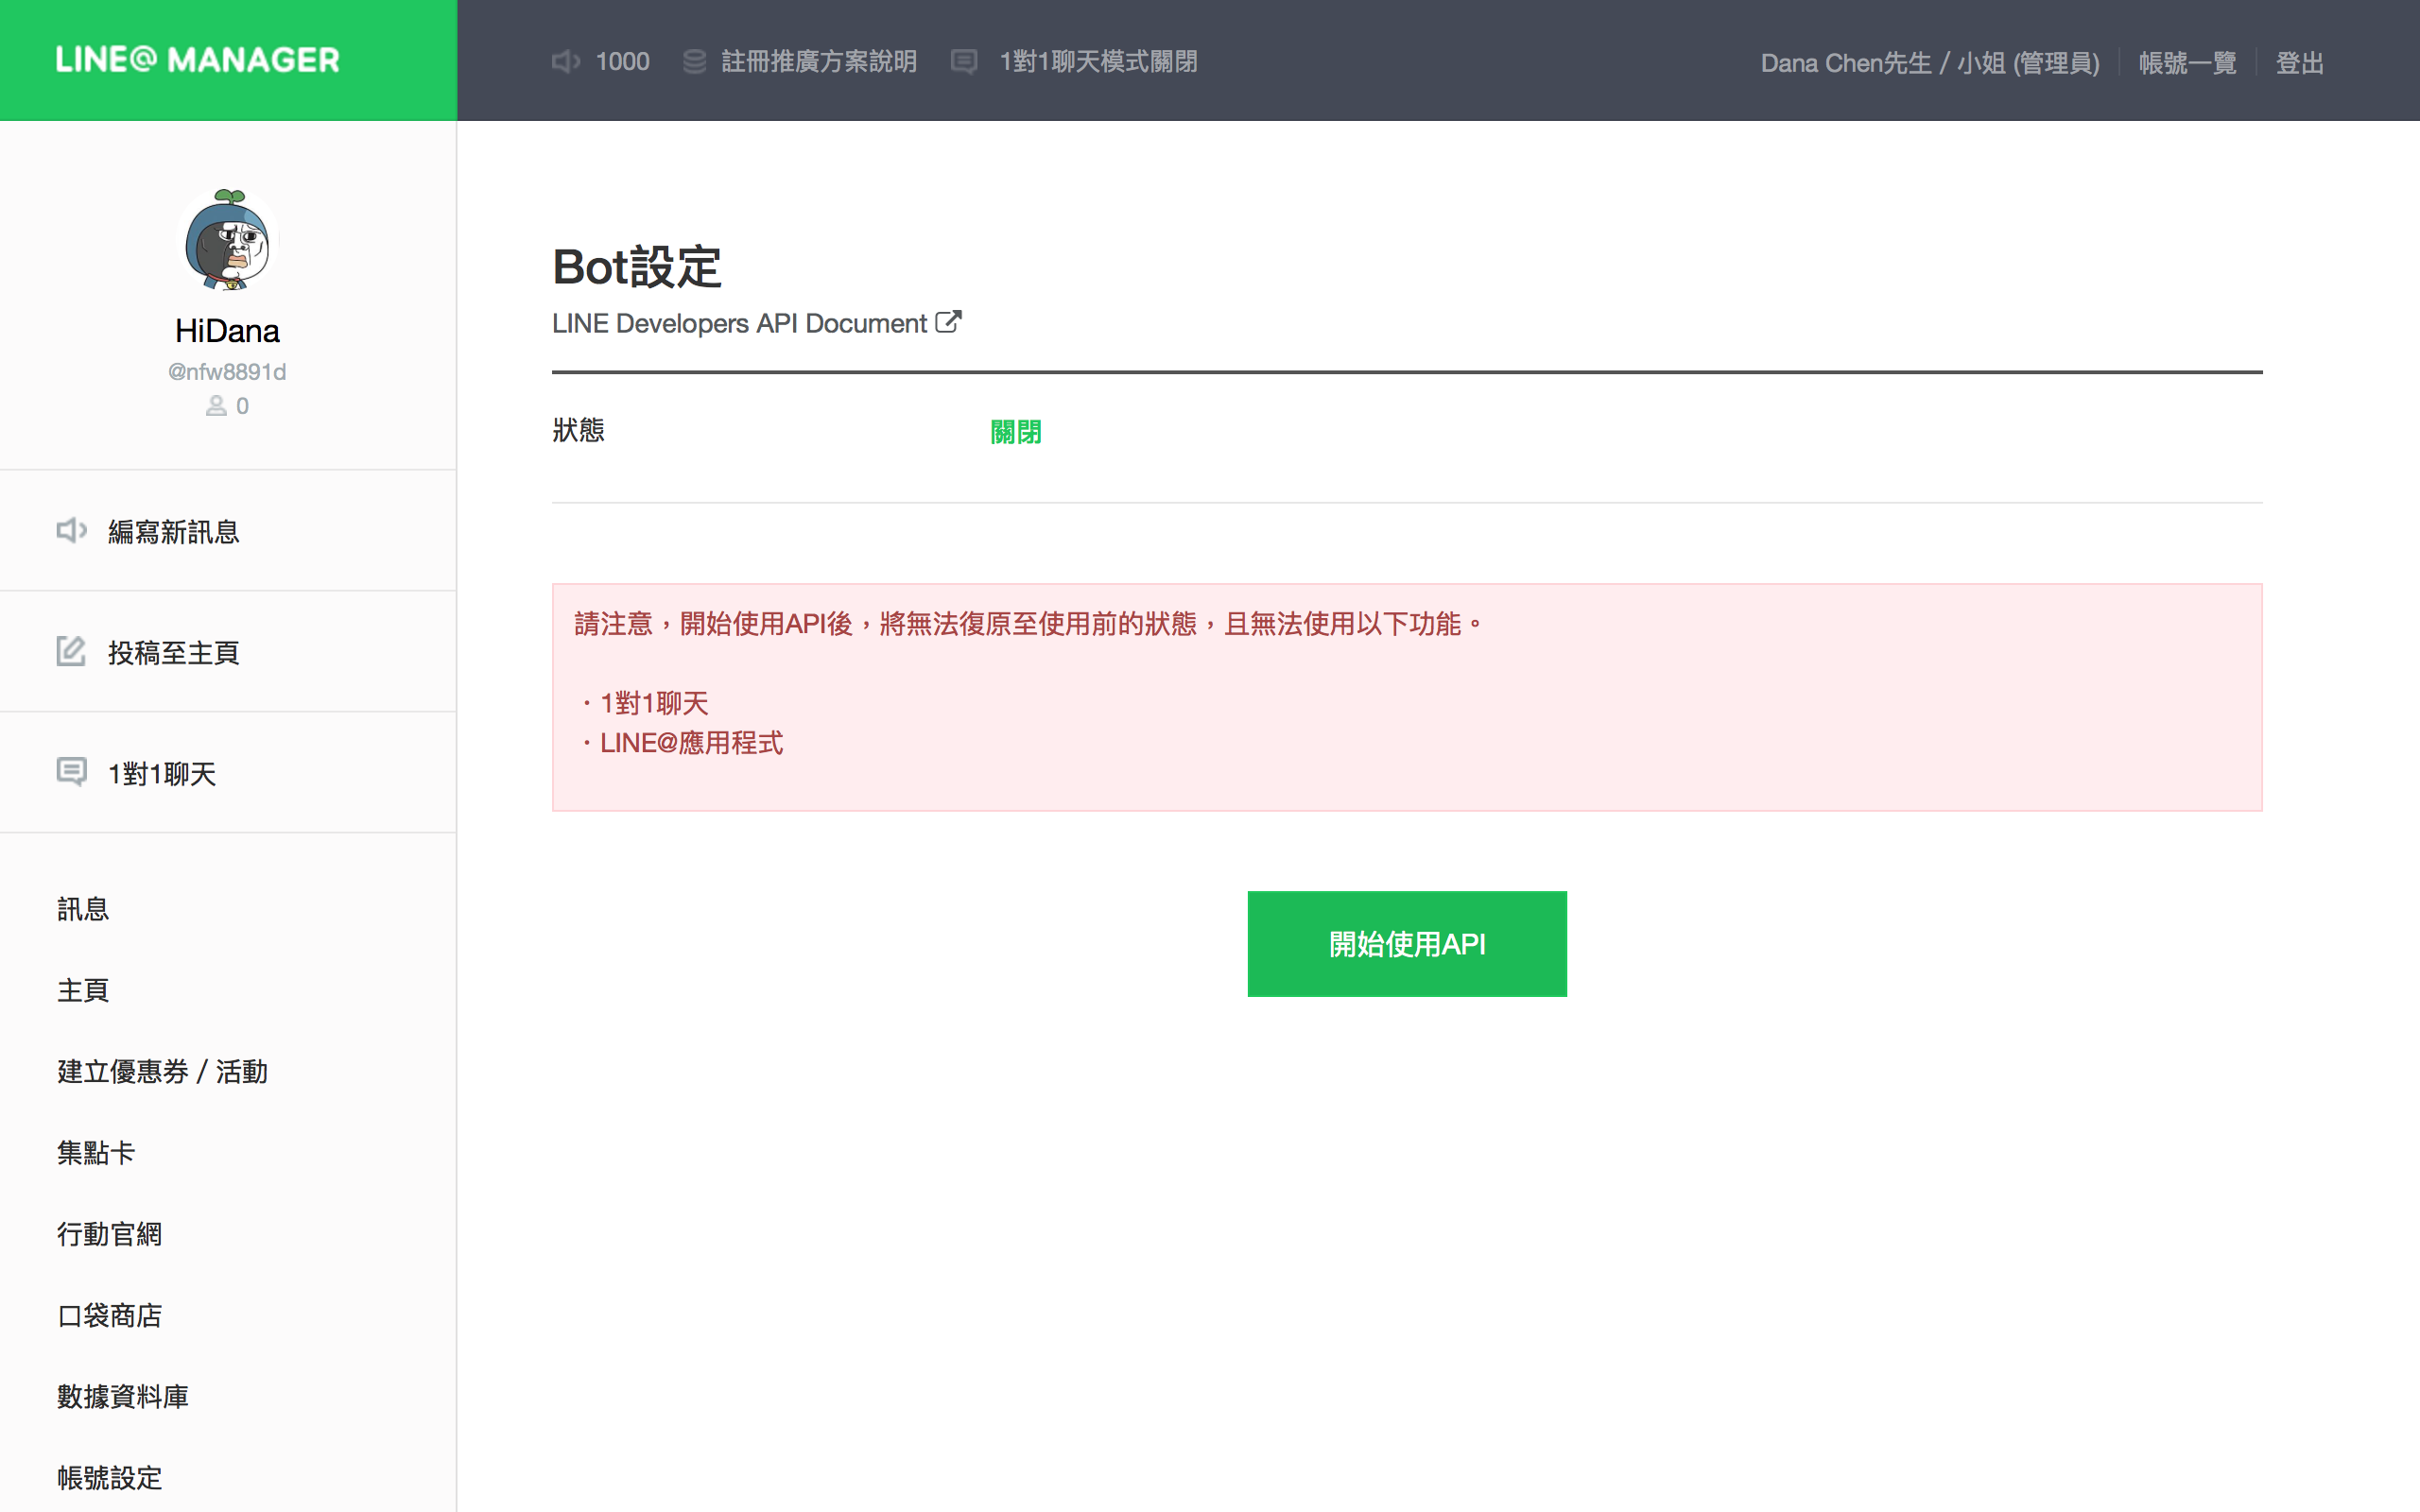 LINE@ MANAGER
1000 註冊推廣方案說明 1對1聊天模式關閉
Dana Chen先生 / 小姐 (管理員) 帳號一覽 登出
HiDana
@nfw8891d
0
編寫新訊息
投稿至主頁
1對1聊天
訊息
主頁
建立優惠券 / 活動
集點卡
行動官網
口袋商店
數據資料庫
帳號設定
Bot設定
LINE Developers API Document
狀態 關閉
請注意，開始使用API後，將無法復原至使用前的狀態，且無法使用以下功能。
・1對1聊天
・LINE@應用程式
開始使用API